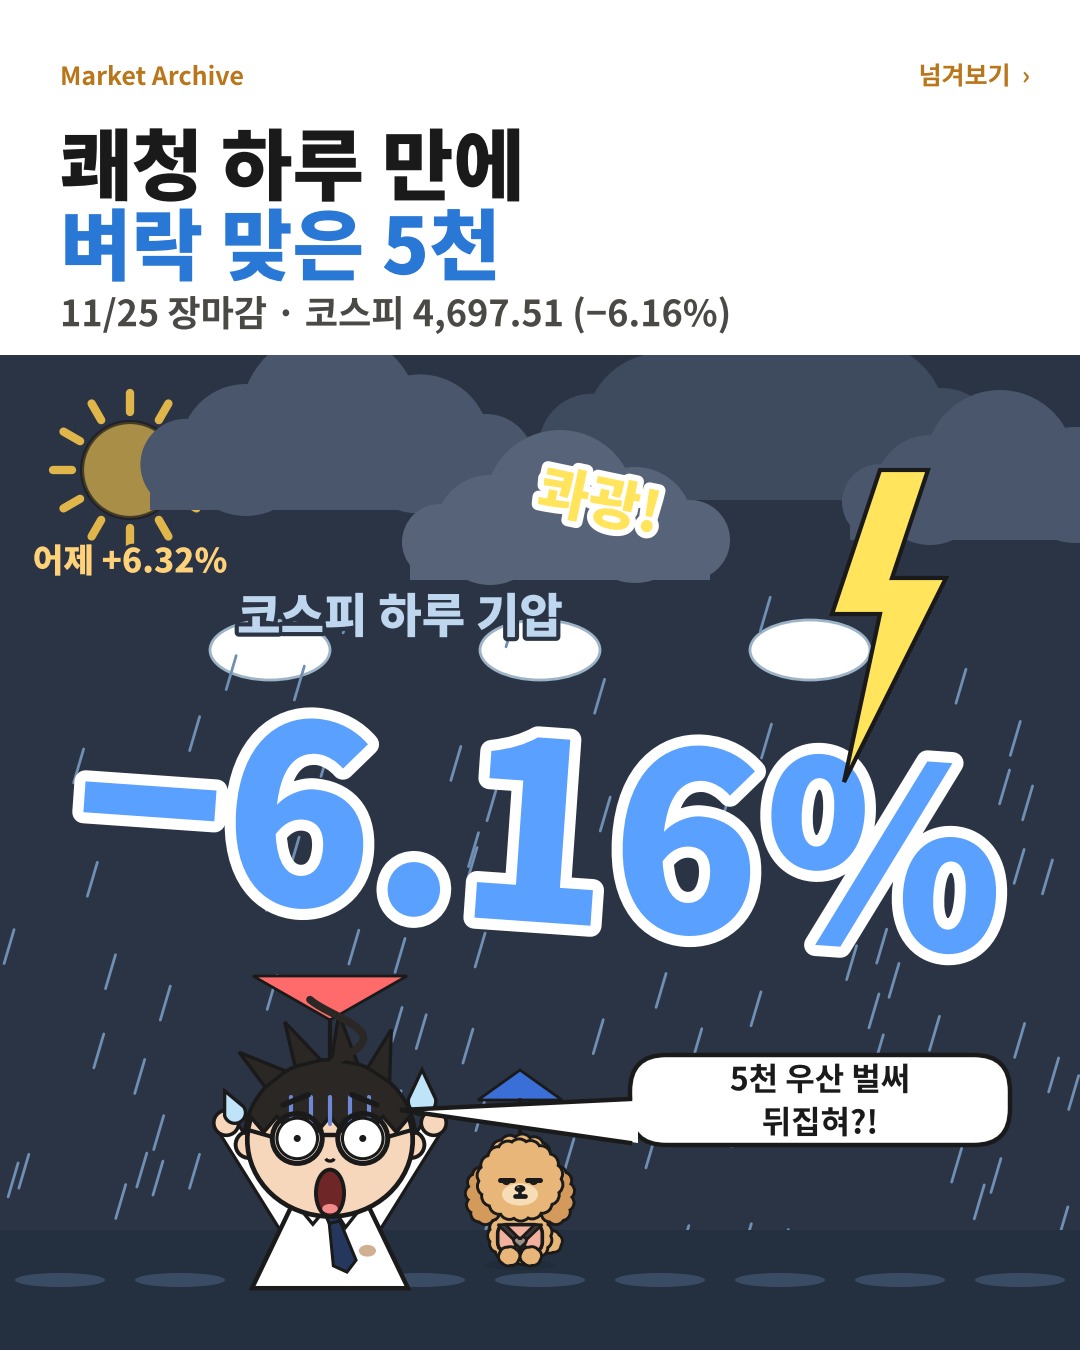 Market Archive
넘겨보기 ›
쾌청 하루 만에
벼락 맞은 5천
11/25 장마감 · 코스피 4,697.51 (−6.16%)
콰광!
어제 +6.32%
코스피 하루 기압
−6.16%
5천 우산 벌써
뒤집혀?!